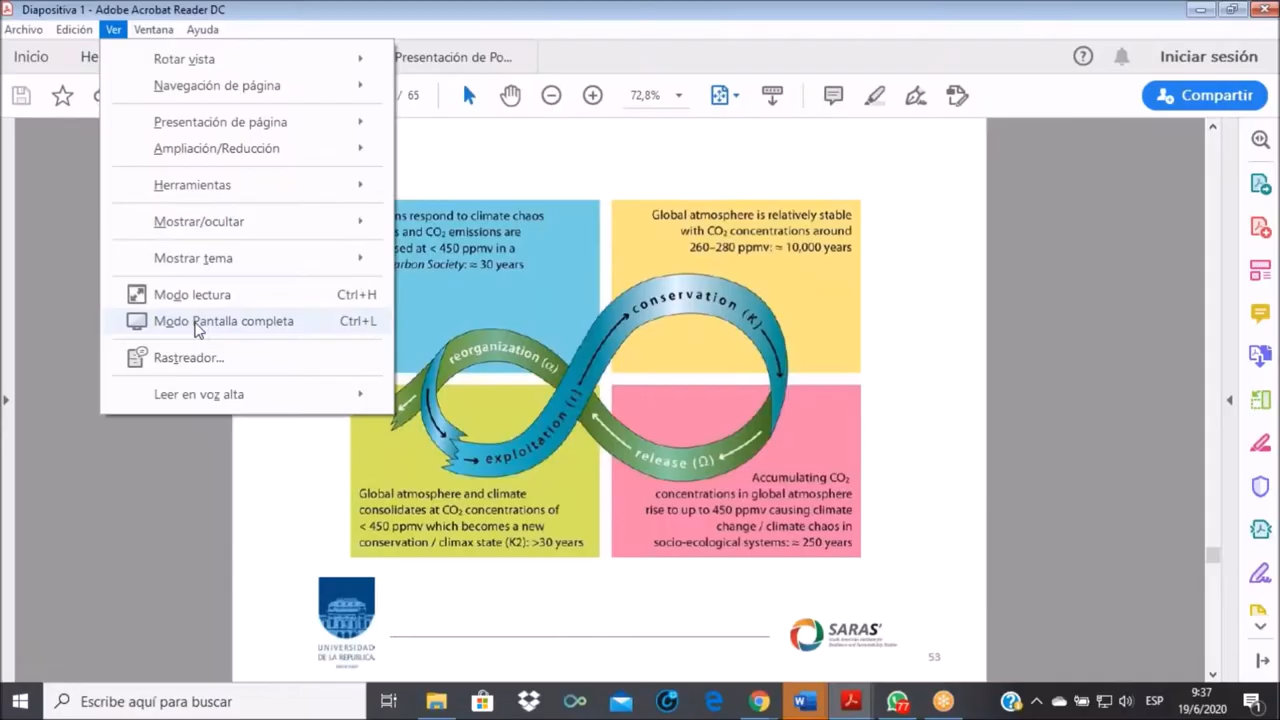 Diapositiva 1 - Adobe Acrobat Reader DC
Archivo Edición Ver Ventana Ayuda
Inicio He Presentación de Po... Iniciar sesión
/ 65 72,8% Compartir
Rotar vista
Navegación de página
Presentación de página
Ampliación/Reducción
Herramientas
Mostrar/ocultar
Mostrar tema
Modo lectura Ctrl+H
Modo Pantalla completa Ctrl+L
Rastreador...
Leer en voz alta
ns respond to climate chaos
s and CO₂ emissions are
sed at < 450 ppmv in a
arbon Society: ≈ 30 years
Global atmosphere is relatively stable
with CO₂ concentrations around
260–280 ppmv: ≈ 10,000 years
reorganization (α)
conservation (K)
exploitation (r)
release (Ω)
Global atmosphere and climate
consolidates at CO₂ concentrations of
< 450 ppmv which becomes a new
conservation / climax state (K2): >30 years
Accumulating CO₂
concentrations in global atmosphere
rise to up to 450 ppmv causing climate
change / climate chaos in
socio-ecological systems: ≈ 250 years
UNIVERSIDAD
DE LA REPÚBLICA
SARAS²
53
Escribe aquí para buscar
77
ESP
9:37
19/6/2020
1